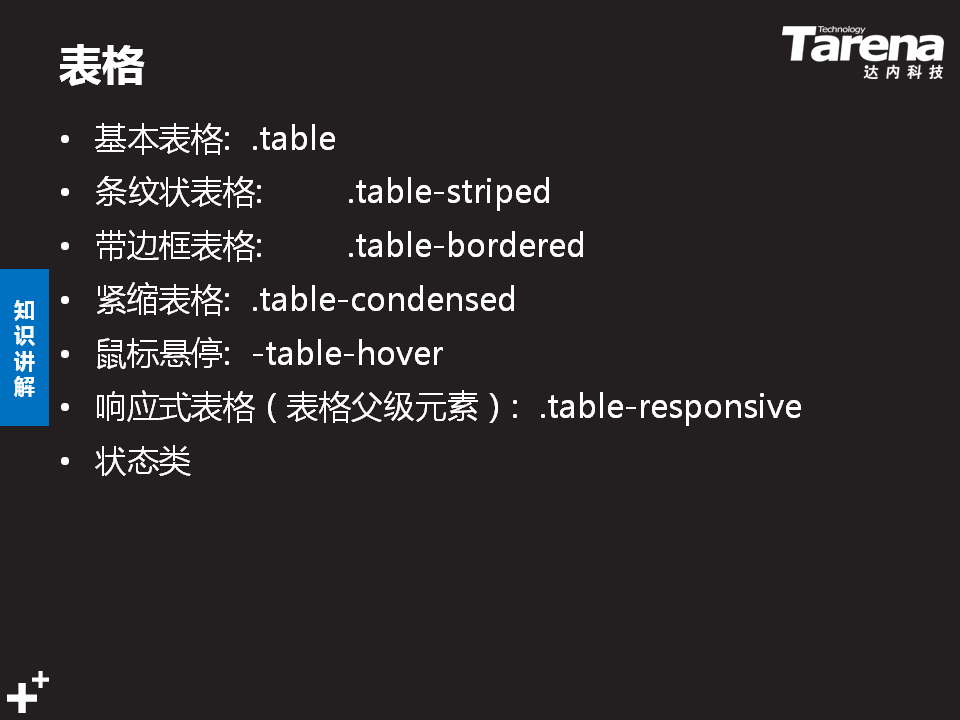 表格
Technology
Tarena
达内科技
• 基本表格: .table
• 条纹状表格: .table-striped
• 带边框表格: .table-bordered
• 紧缩表格: .table-condensed
• 鼠标悬停: -table-hover
• 响应式表格（表格父级元素）: .table-responsive
• 状态类
知识讲解